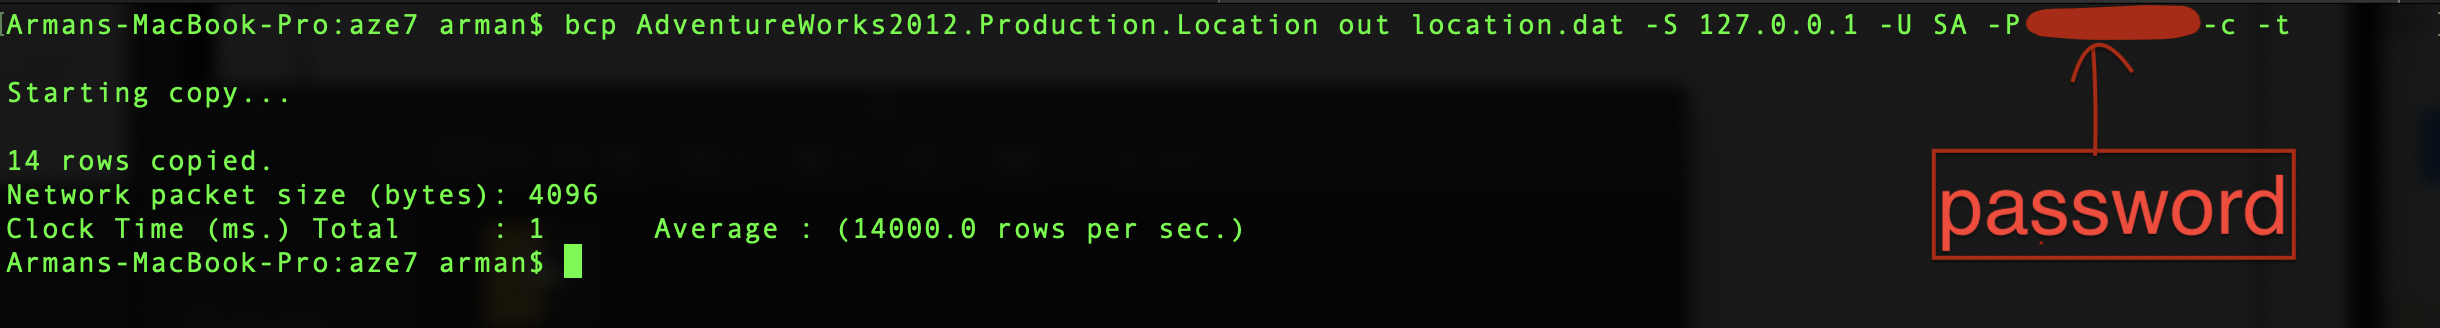 Armans-MacBook-Pro:aze7 arman$ bcp AdventureWorks2012.Production.Location out location.dat -S 127.0.0.1 -U SA -P -c -t
Starting copy...
14 rows copied.
Network packet size (bytes): 4096
Clock Time (ms.) Total     : 1      Average : (14000.0 rows per sec.)
Armans-MacBook-Pro:aze7 arman$
password